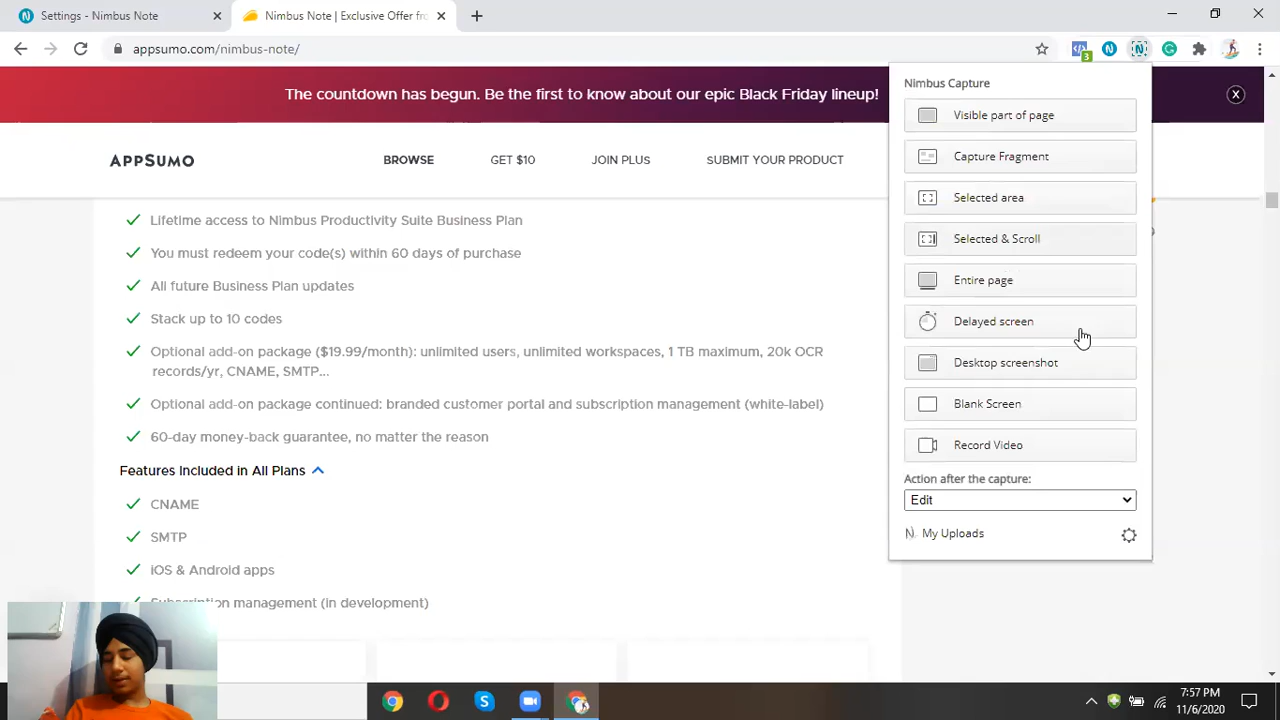 Settings - Nimbus Note
Nimbus Note | Exclusive Offer fro
appsumo.com/nimbus-note/
3
The countdown has begun. Be the first to know about our epic Black Friday lineup!
APPSUMO
BROWSE
GET $10
JOIN PLUS
SUBMIT YOUR PRODUCT
Lifetime access to Nimbus Productivity Suite Business Plan
You must redeem your code(s) within 60 days of purchase
All future Business Plan updates
Stack up to 10 codes
Optional add-on package ($19.99/month): unlimited users, unlimited workspaces, 1 TB maximum, 20k OCR
records/yr, CNAME, SMTP...
Optional add-on package continued: branded customer portal and subscription management (white-label)
60-day money-back guarantee, no matter the reason
Features Included in All Plans
CNAME
SMTP
iOS & Android apps
Subscription management (in development)
Nimbus Capture
Visible part of page
Capture Fragment
Selected area
Selected & Scroll
Entire page
Delayed screen
Desktop screenshot
Blank Screen
Record Video
Action after the capture:
Edit
My Uploads
7:57 PM
11/6/2020